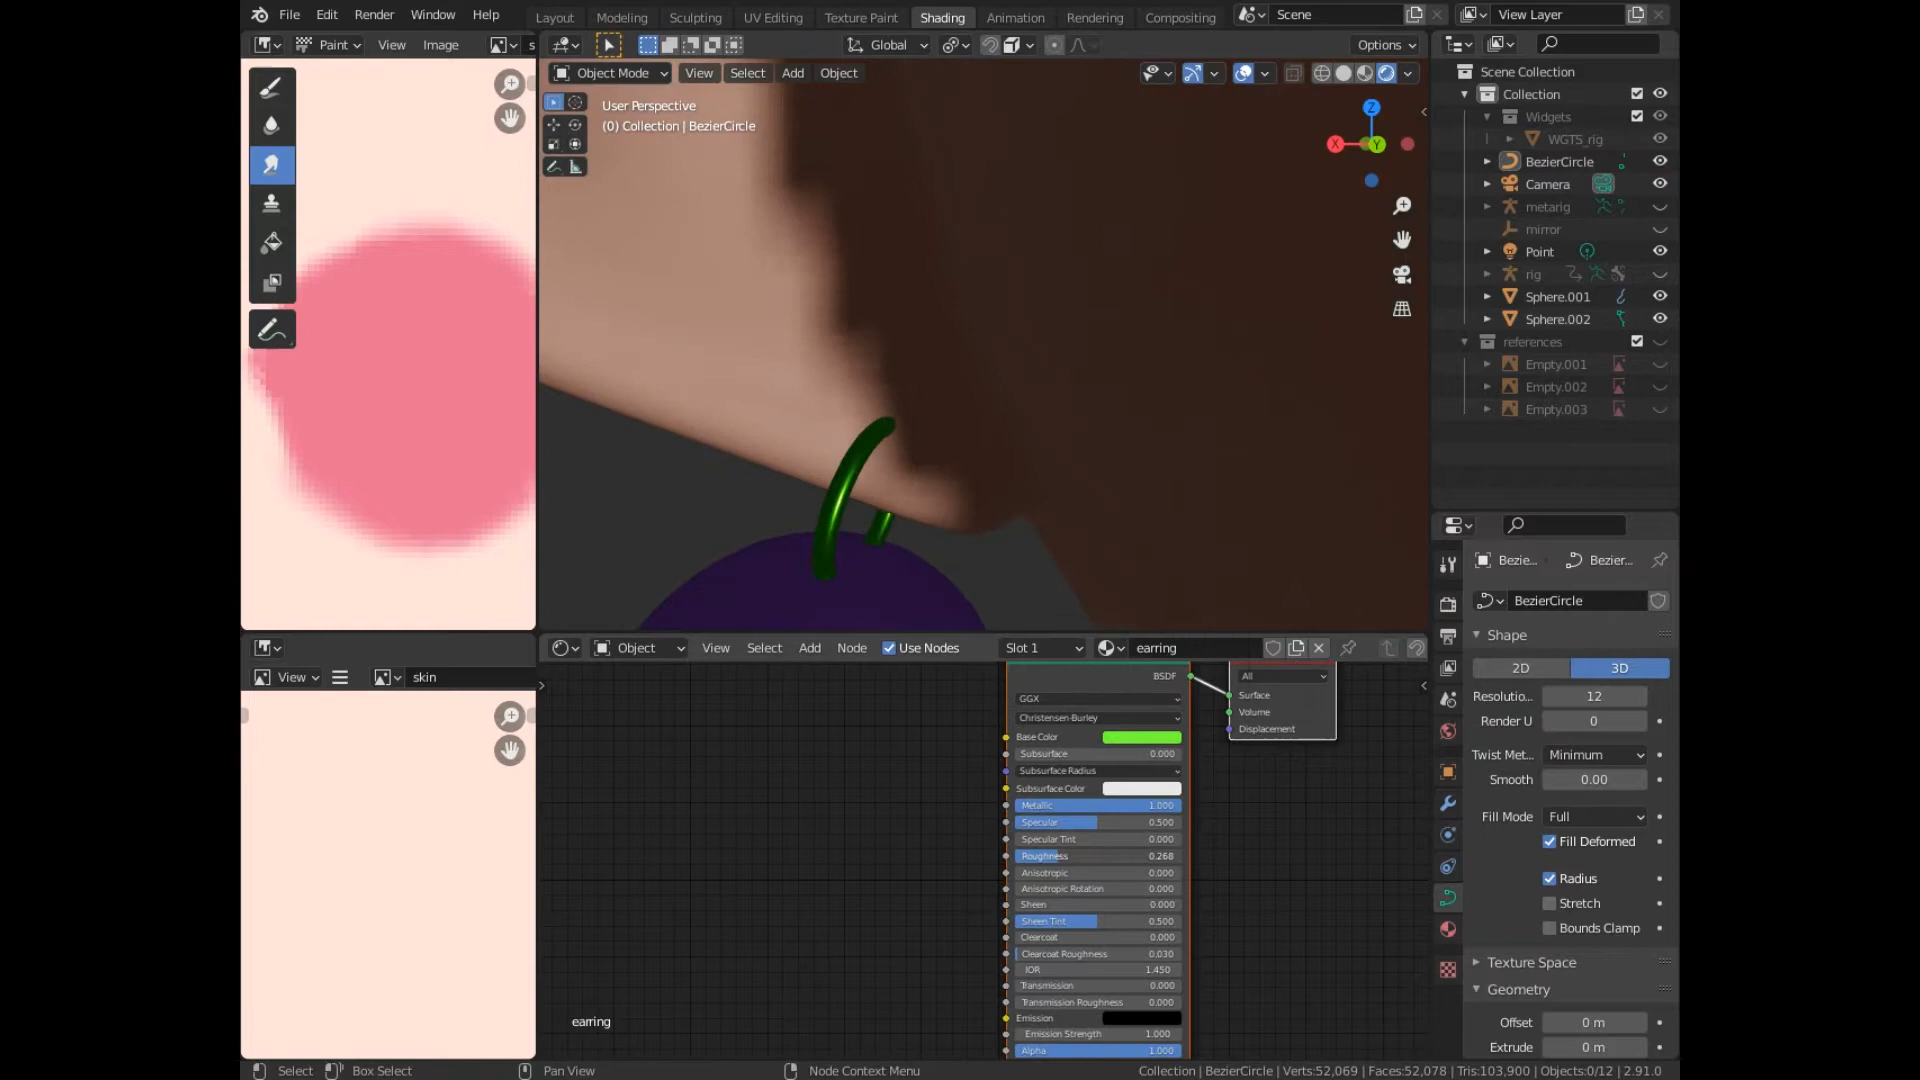 File Edit Render Window Help
Layout Modeling Sculpting UV Editing Texture Paint Shading Animation Rendering Compositing
Scene
View Layer
Paint View Image s
Global
Options
Object Mode View Select Add Object
User Perspective
(0) Collection | BezierCircle
Z
X
Y
Scene Collection
Collection
Widgets
WGTS_rig
BezierCircle
Camera
metarig
mirror
Point
rig
Sphere.001
Sphere.002
references
Empty.001
Empty.002
Empty.003
Bezie... Bezier...
BezierCircle
Shape
2D 3D
Resolutio... 12
Render U 0
Twist Met... Minimum
Smooth 0.00
Fill Mode Full
Fill Deformed
Radius
Stretch
Bounds Clamp
Texture Space
Geometry
Offset 0 m
Extrude 0 m
View skin
Object View Select Add Node Use Nodes Slot 1 earring
BSDF
GGX
Christensen-Burley
Base Color
Subsurface 0.000
Subsurface Radius
Subsurface Color
Metallic 1.000
Specular 0.500
Specular Tint 0.000
Roughness 0.268
Anisotropic 0.000
Anisotropic Rotation 0.000
Sheen 0.000
Sheen Tint 0.500
Clearcoat 0.000
Clearcoat Roughness 0.030
IOR 1.450
Transmission 0.000
Transmission Roughness 0.000
Emission
Emission Strength 1.000
Alpha 1.000
All
Surface
Volume
Displacement
earring
Select Box Select Pan View Node Context Menu
Collection | BezierCircle | Verts:52,069 | Faces:52,078 | Tris:103,900 | Objects:0/12 | 2.91.0